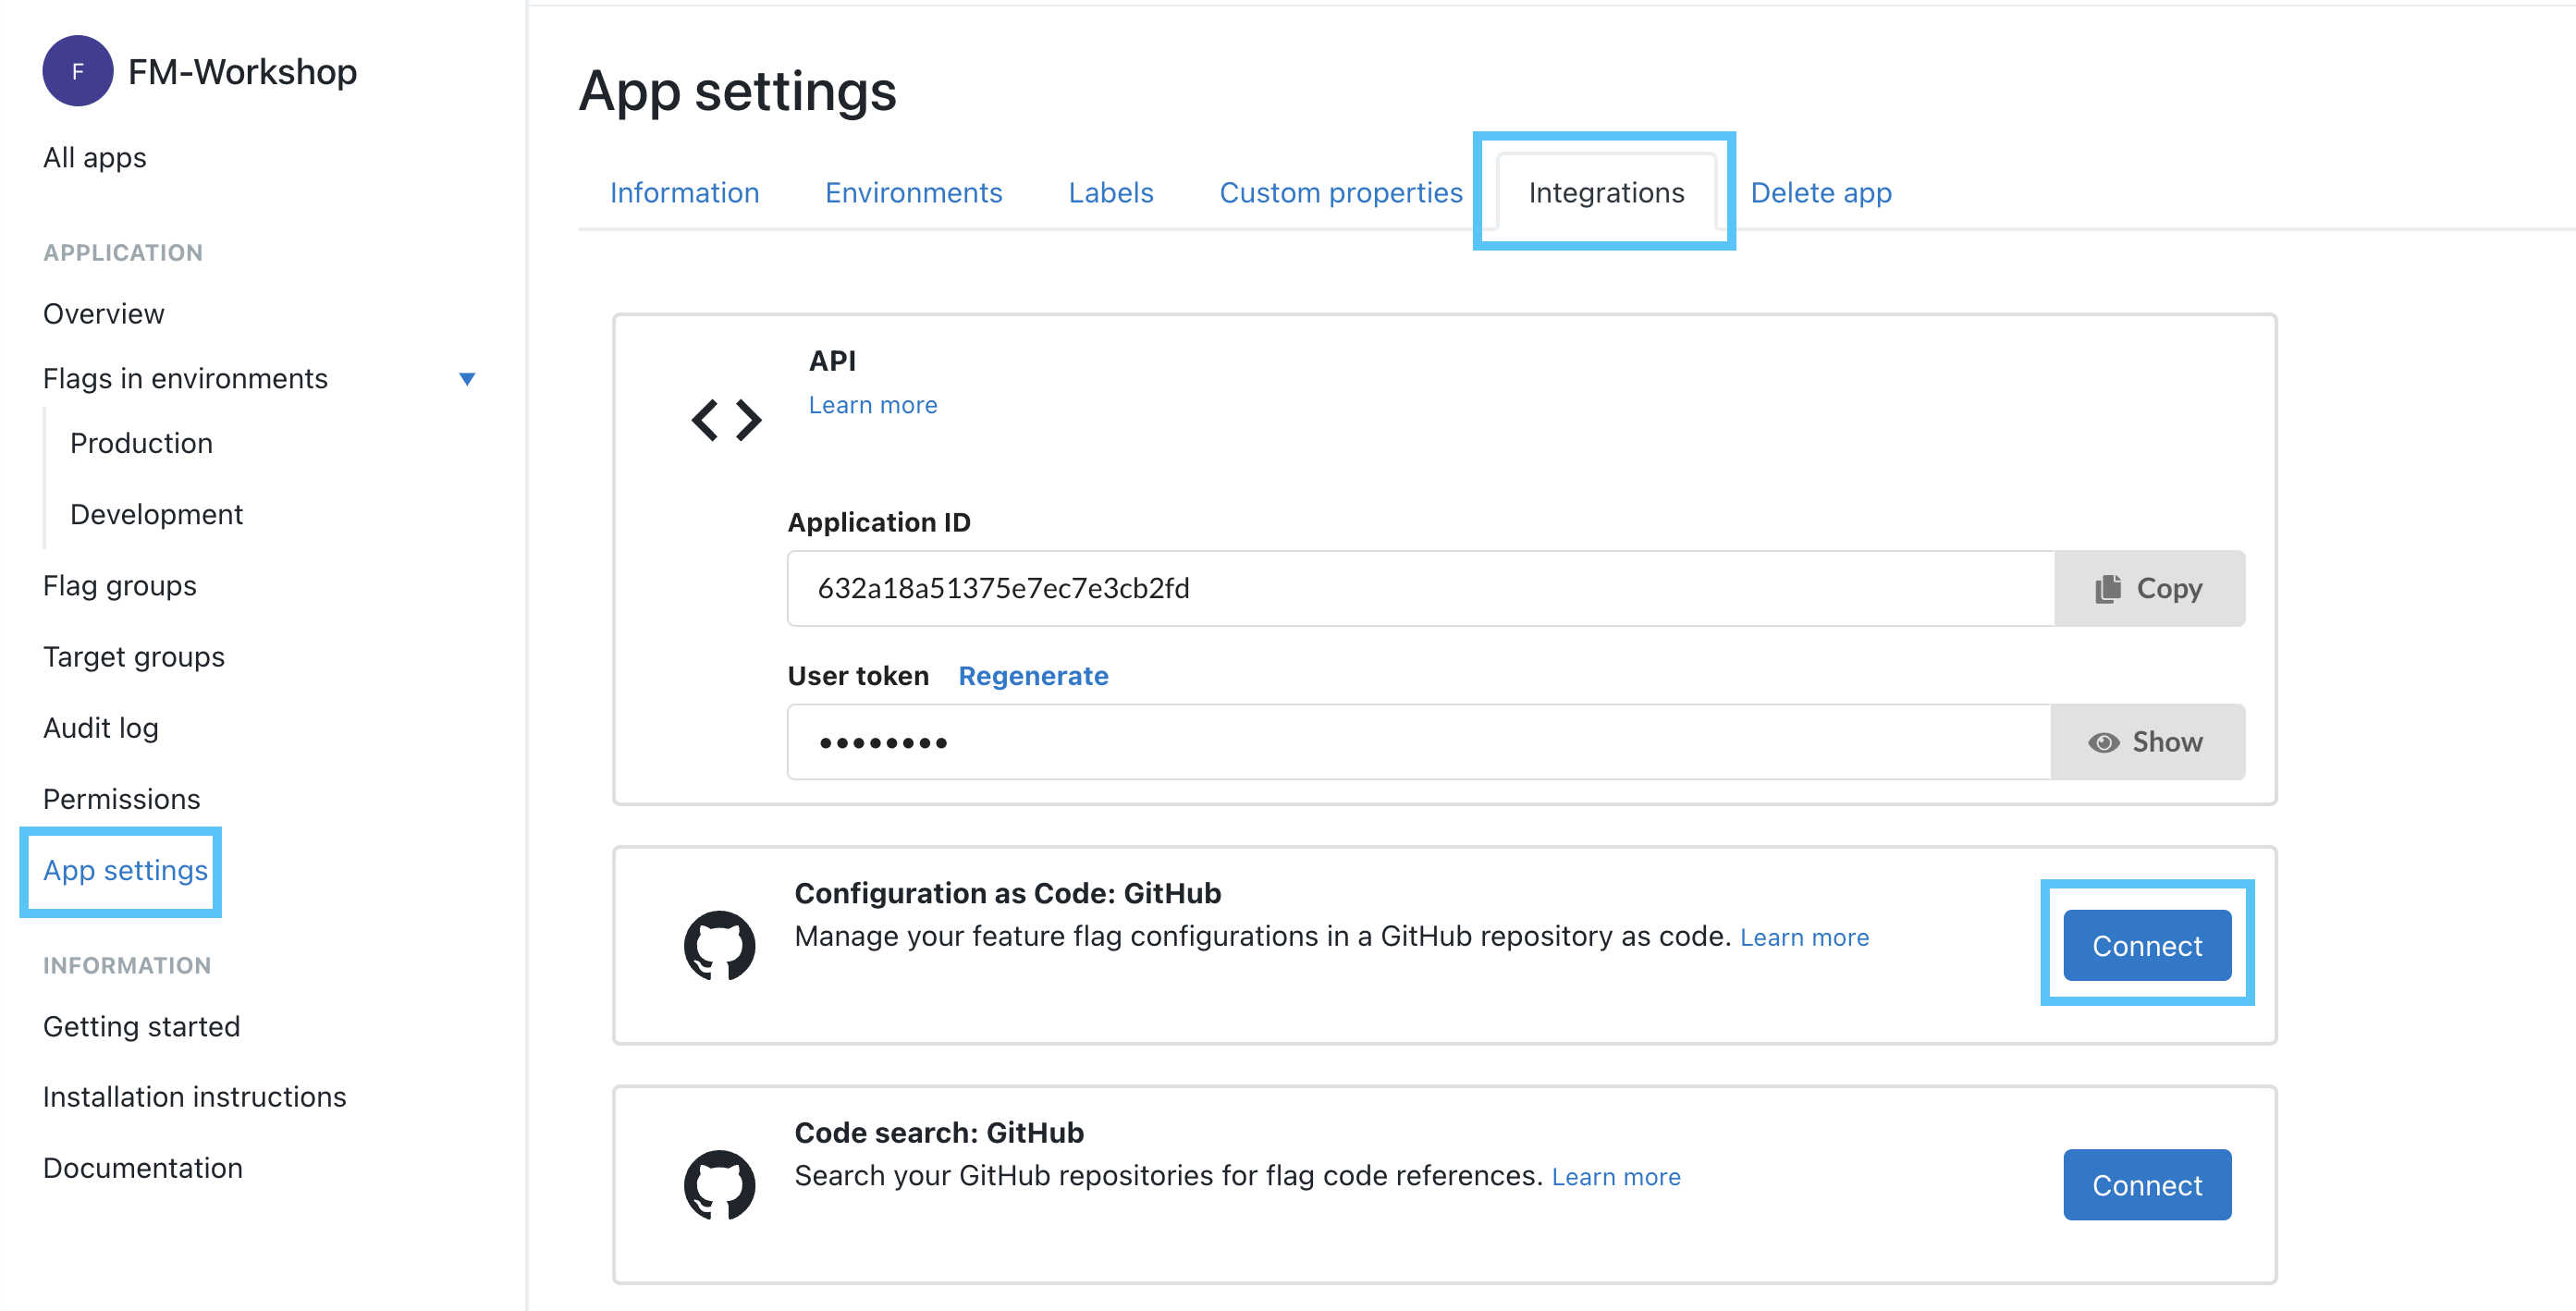 F FM-Workshop
All apps
APPLICATION
Overview
Flags in environments
Production
Development
Flag groups
Target groups
Audit log
Permissions
App settings
INFORMATION
Getting started
Installation instructions
Documentation
App settings
Information Environments Labels Custom properties Integrations Delete app
API
Learn more
Application ID
632a18a51375e7ec7e3cb2fd Copy
User token Regenerate
•••••••• Show
Configuration as Code: GitHub
Manage your feature flag configurations in a GitHub repository as code. Learn more
Connect
Code search: GitHub
Search your GitHub repositories for flag code references. Learn more
Connect